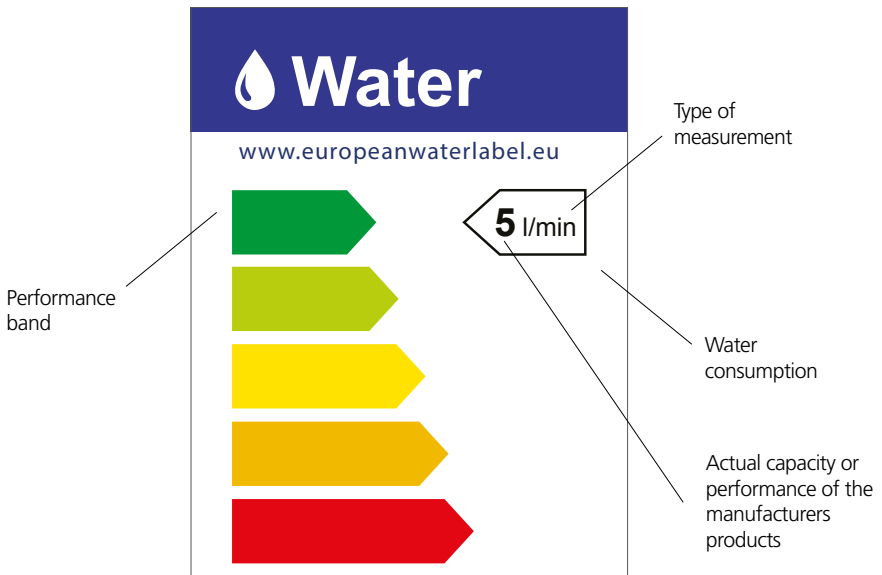 Water
www.europeanwaterlabel.eu
Type of
measurement
5 l/min
Performance
band
Water
consumption
Actual capacity or
performance of the
manufacturers
products